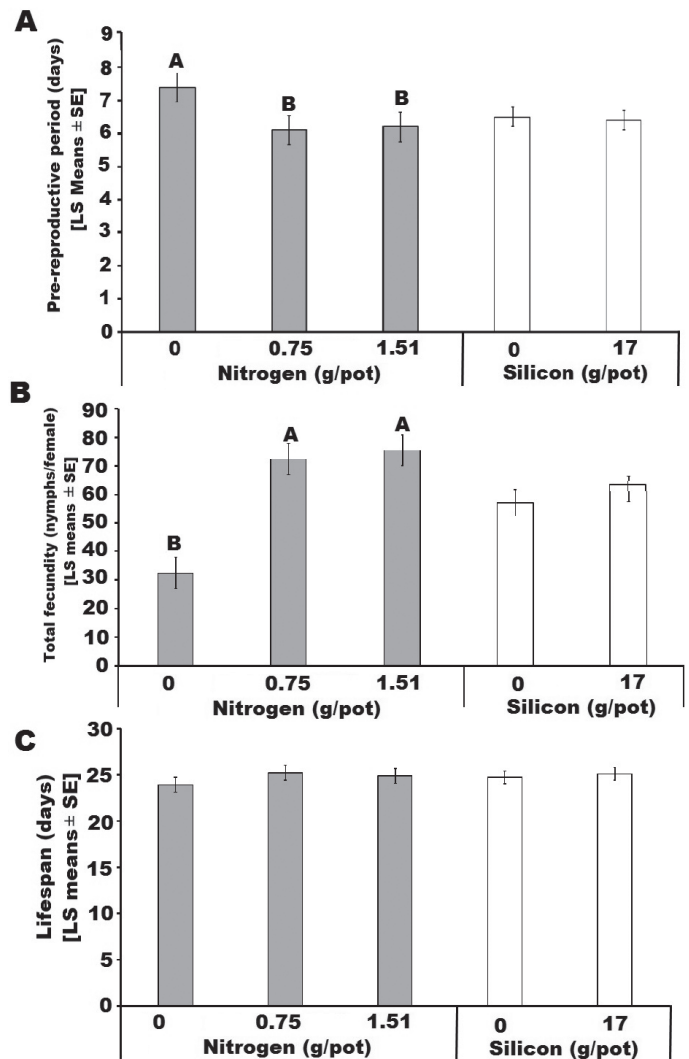 A
Pre-reproductive period (days)
[LS Means ± SE]
9
8
7
6
5
4
3
2
1
0
A
B
B
0
0.75
1.51
0
17
Nitrogen (g/pot)
Silicon (g/pot)
B
Total fecundity (nymphs/female)
[LS means ± SE]
90
80
70
60
50
40
30
20
10
0
B
A
A
0
0.75
1.51
0
17
Nitrogen (g/pot)
Silicon (g/pot)
C
Lifespan (days)
[LS means± SE]
30
25
20
15
10
5
0
0
0.75
1.51
0
17
Nitrogen (g/pot)
Silicon (g/pot)